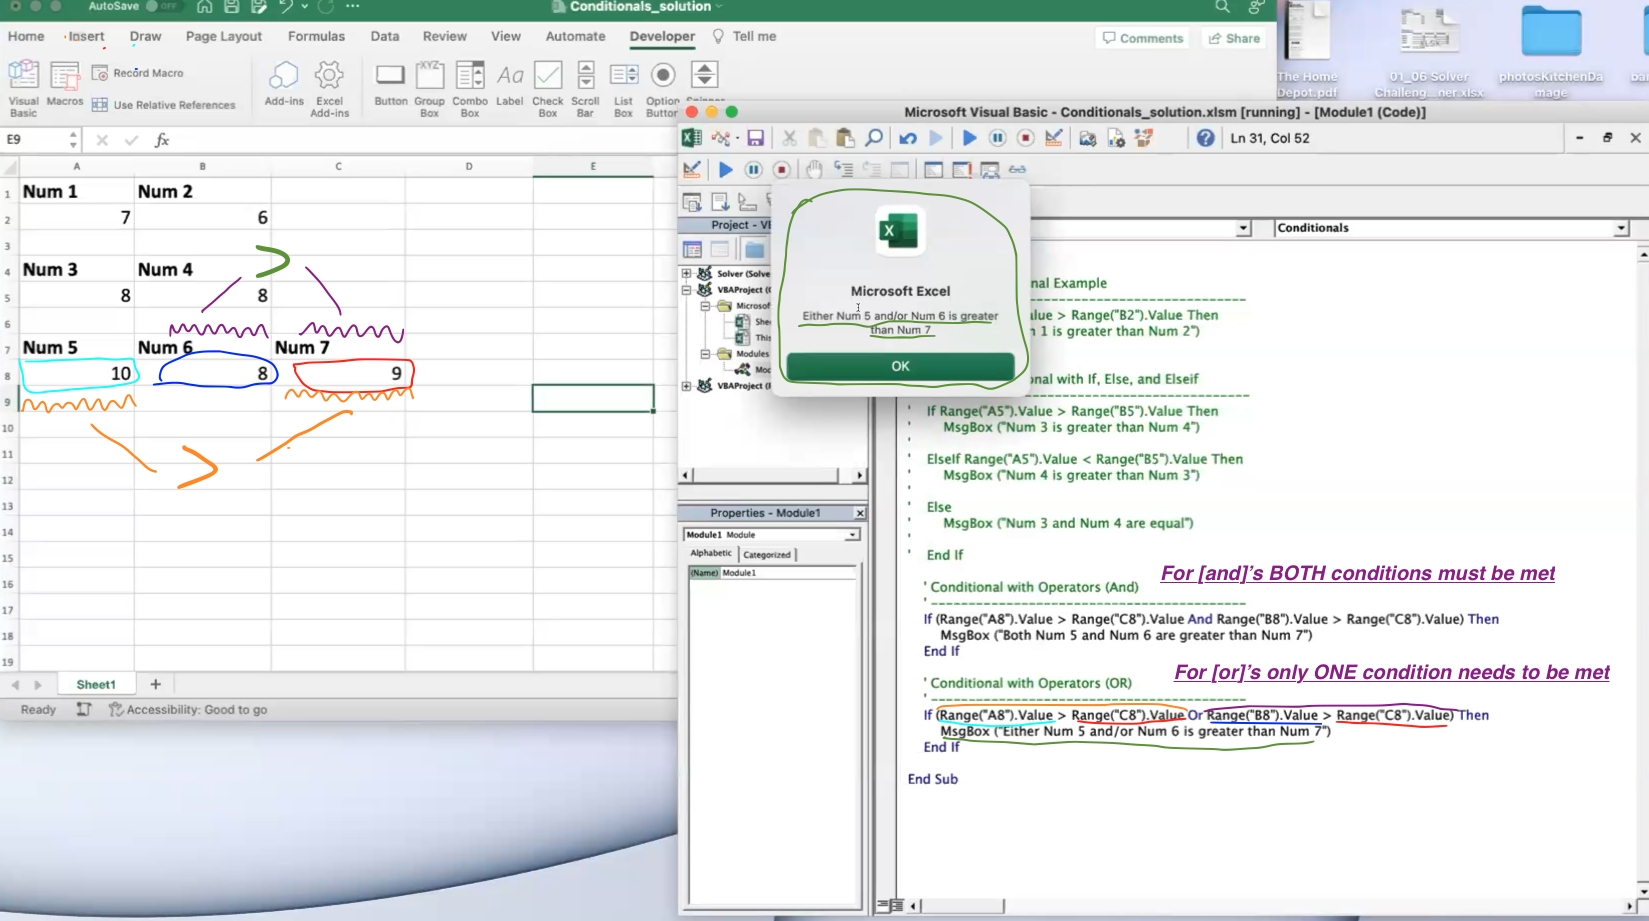 AutoSave OFF
Conditionals_solution
Home Insert Draw Page Layout Formulas Data Review View Automate Developer Tell me
Comments Share
Visual Basic
Macros
Record Macro
Use Relative References
Add-ins
Excel Add-ins
Button
Group Box
Combo Box
Label
Check Box
Scroll Bar
List Box
Option Button
E9
fx
A B C D E
1 Num 1 Num 2
2 7 6
3
4 Num 3 Num 4
5 8 8
6
7 Num 5 Num 6 Num 7
8 10 8 9
9
10
11
12
13
14
15
16
17
18
19
>
>
Sheet1 +
Ready
Accessibility: Good to go
The Home Depot.pdf
01_06 Solver Challeng...ner.xlsx
photosKitchenDamage
Microsoft Visual Basic - Conditionals_solution.xlsm [running] - [Module1 (Code)]
Ln 31, Col 52
Project - VB
Solver (Solve
VBAProject (
Microsof
She
This
Modules
Mo
VBAProject (
Microsoft Excel
Either Num 5 and/or Num 6 is greater
than Num 7
OK
Properties - Module1
Module1 Module
Alphabetic Categorized
(Name) Module1
Conditionals
nal Example
------------------------------------------
> Range("B2").Value Then
n 1 is greater than Num 2")
onal with If, Else, and Elseif
------------------------------------------
' If Range("A5").Value > Range("B5").Value Then
' MsgBox ("Num 3 is greater than Num 4")
'
' ElseIf Range("A5").Value < Range("B5").Value Then
' MsgBox ("Num 4 is greater than Num 3")
'
' Else
' MsgBox ("Num 3 and Num 4 are equal")
'
' End If
For [and]'s BOTH conditions must be met
' Conditional with Operators (And)
' ------------------------------------------
If (Range("A8").Value > Range("C8").Value And Range("B8").Value > Range("C8").Value) Then
MsgBox ("Both Num 5 and Num 6 are greater than Num 7")
End If
For [or]'s only ONE condition needs to be met
' Conditional with Operators (OR)
' ------------------------------------------
If (Range("A8").Value > Range("C8").Value Or Range("B8").Value > Range("C8").Value) Then
MsgBox ("Either Num 5 and/or Num 6 is greater than Num 7")
End If
End Sub